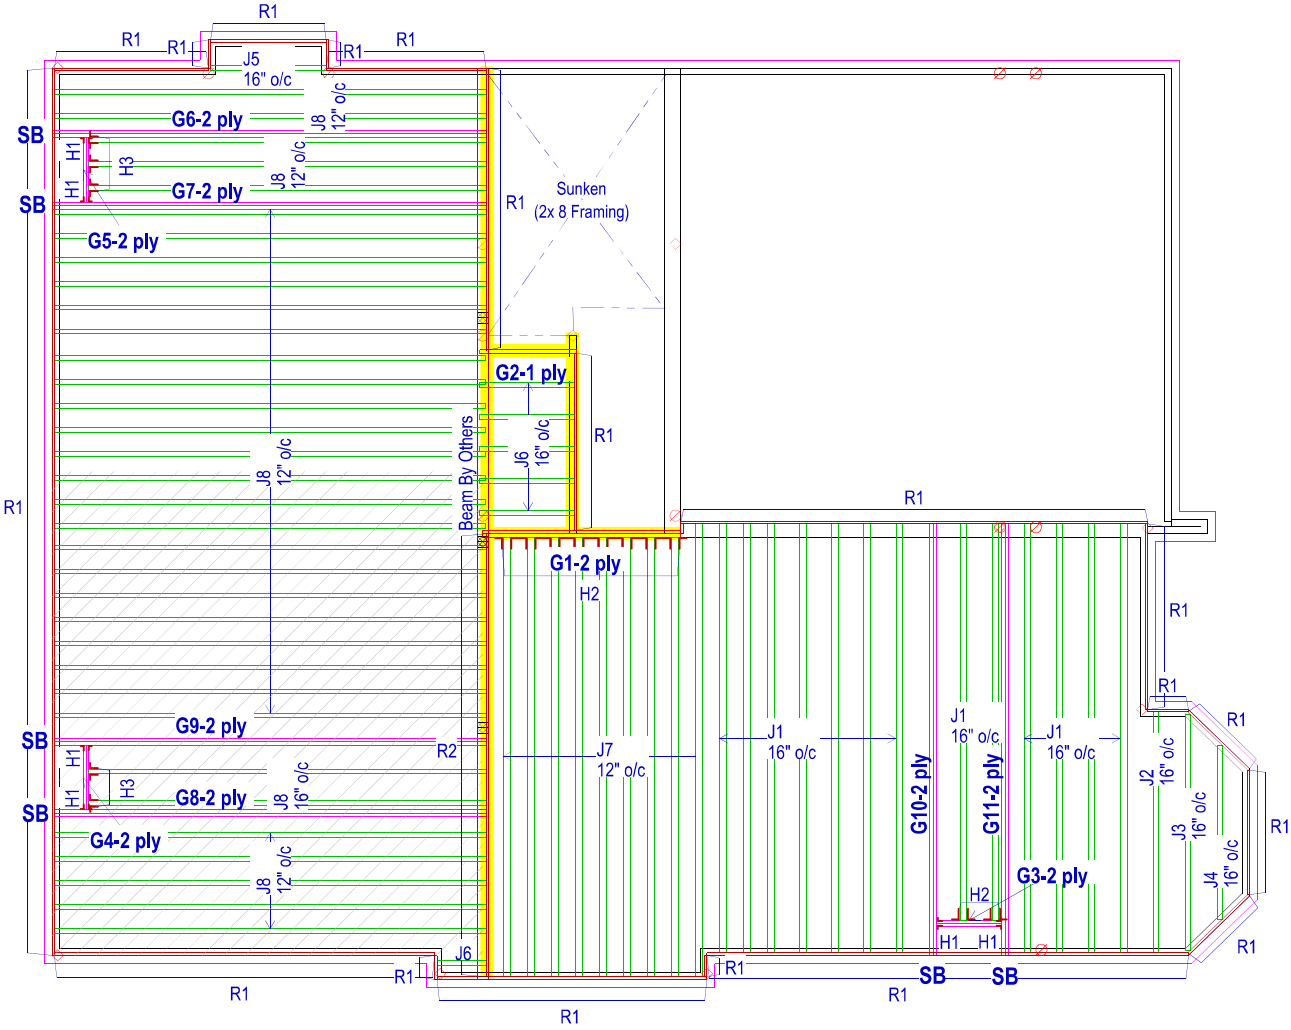 R1
R1
R1
R1
R1
R1
J5
16" o/c
J8
12" o/c
G6-2 ply
SB
H1
H3
J8
12" o/c
H1
G7-2 ply
SB
R1
Sunken
(2x 8 Framing)
G5-2 ply
G2-1 ply
R1
J6
16" o/c
Beam By Others
J8
12" o/c
R1
R1
G1-2 ply
H2
R1
R1
R1
G9-2 ply
SB
R2
J7
12" o/c
J1
16" o/c
J1
16" o/c
J1
16" o/c
J2
16" o/c
H1
H3
H1
G8-2 ply
J8
16" o/c
SB
G10-2 ply
G11-2 ply
J3
16" o/c
R1
G4-2 ply
J8
12" o/c
G3-2 ply
J4
16" o/c
H2
H1
H1
R1
J6
R1
R1
SB
SB
R1
R1
R1